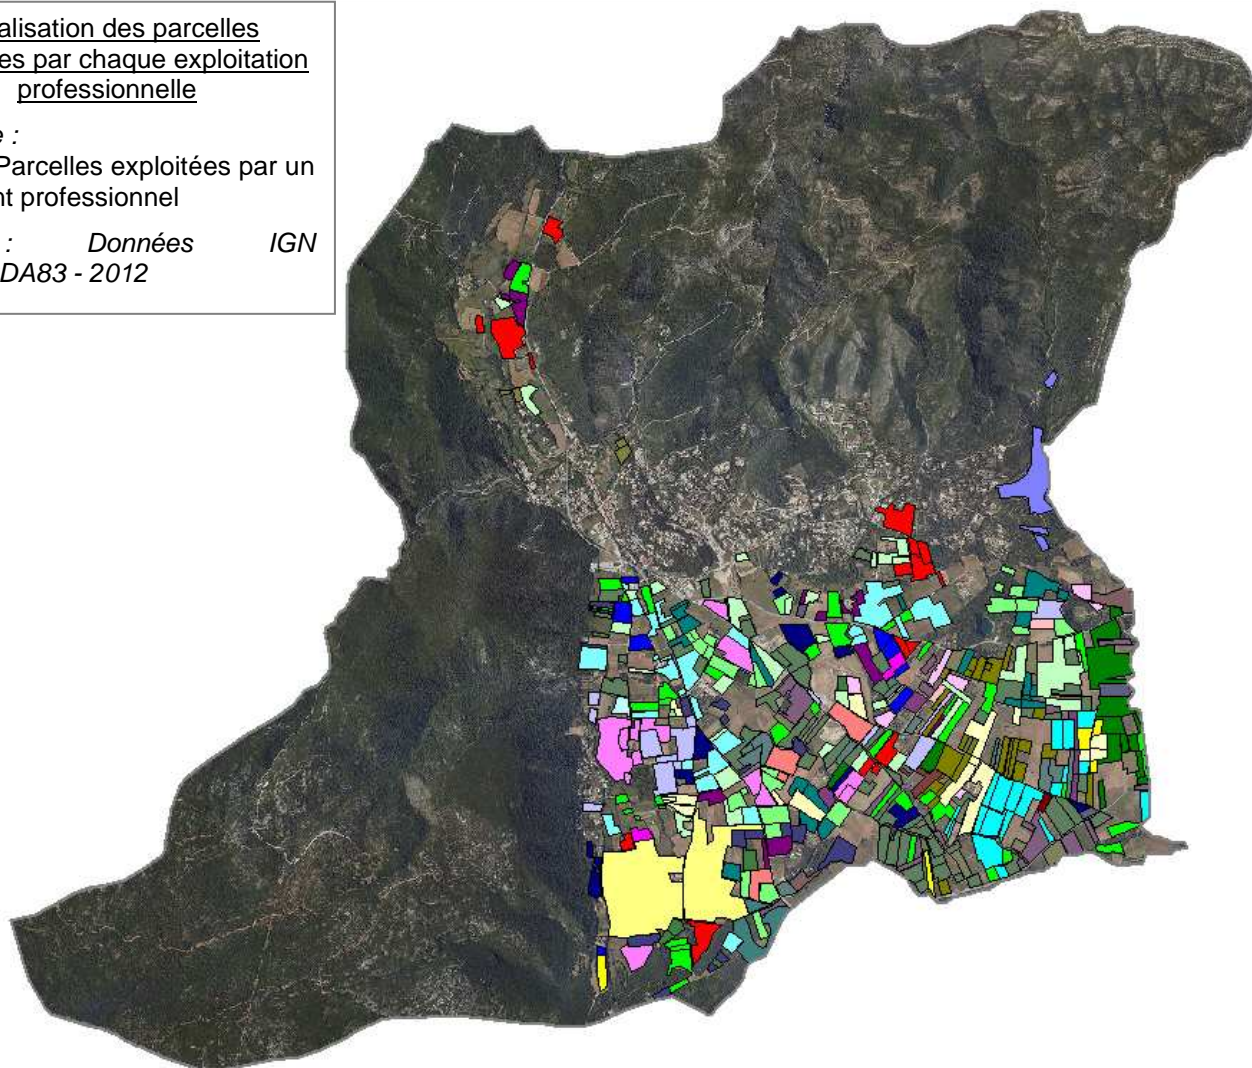 alisation des parcelles
es par chaque exploitation
professionnelle
e :
Parcelles exploitées par un
nt professionnel
: Données IGN
DA83 - 2012